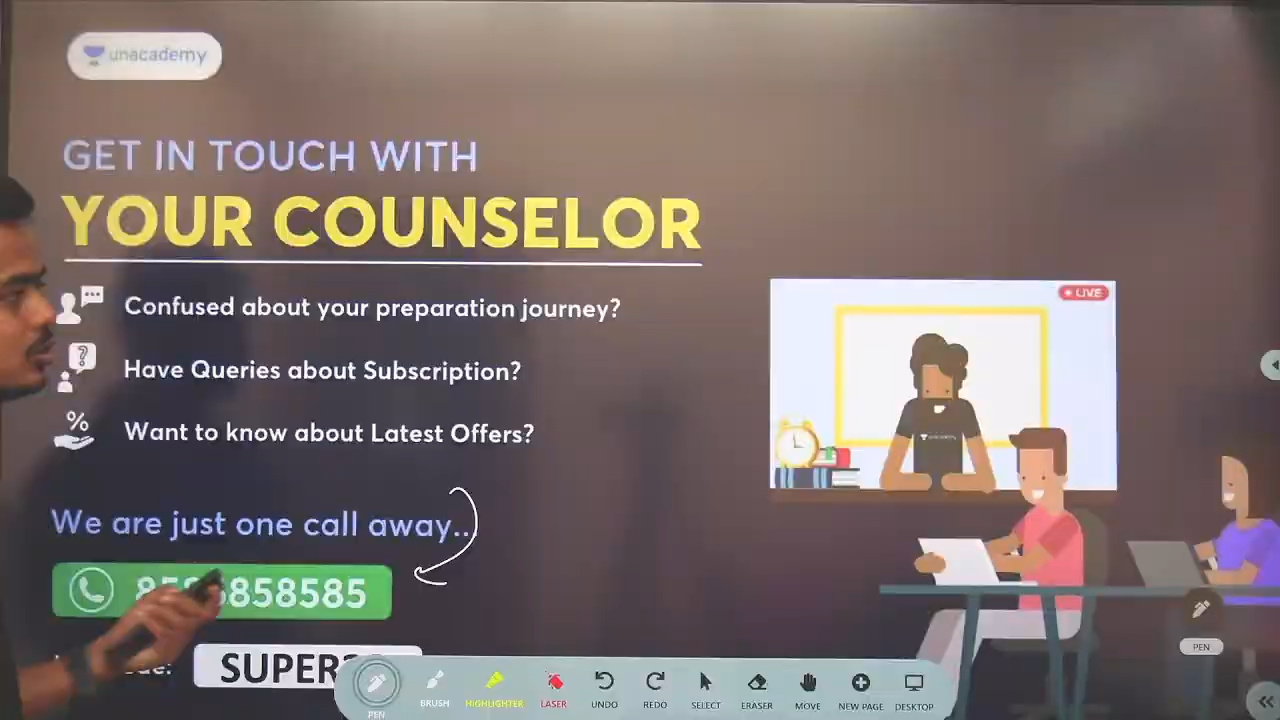 unacademy
GET IN TOUCH WITH
YOUR COUNSELOR
Confused about your preparation journey?
Have Queries about Subscription?
Want to know about Latest Offers?
We are just one call away..
LIVE
PEN
BRUSH
HIGHLIGHTER
LASER
UNDO
REDO
SELECT
ERASER
MOVE
NEW PAGE
DESKTOP
PEN